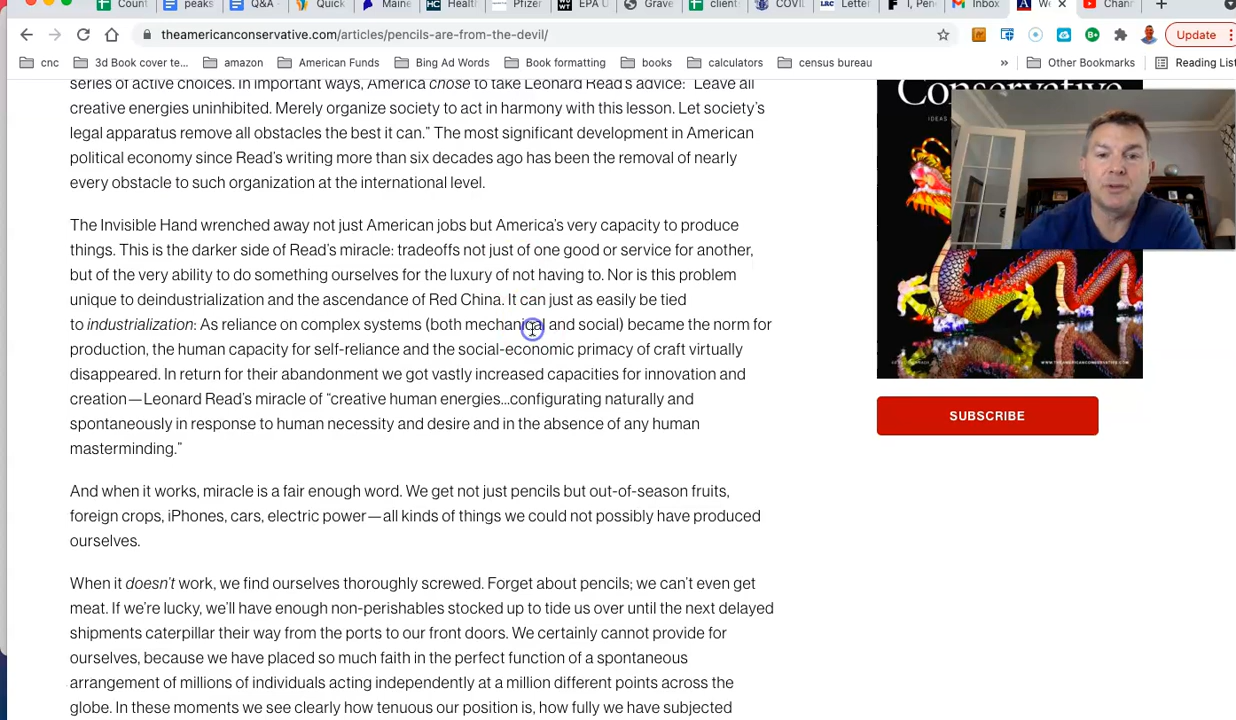 Count
peaks
Q&A -
Quick
Maine
Healt
Pfizer
EPA U
Grave
client
COVI
Letter
I, Pen
Inbox
We
Chan
theamericanconservative.com/articles/pencils-are-from-the-devil/
Update
cnc
3d Book cover te...
amazon
American Funds
Bing Ad Words
Book formatting
books
calculators
census bureau
»
Other Bookmarks
Reading List
series of active choices. In important ways, America chose to take Leonard Read's advice: "Leave all
creative energies uninhibited. Merely organize society to act in harmony with this lesson. Let society's
legal apparatus remove all obstacles the best it can." The most significant development in American
political economy since Read's writing more than six decades ago has been the removal of nearly
every obstacle to such organization at the international level.
The Invisible Hand wrenched away not just American jobs but America's very capacity to produce
things. This is the darker side of Read's miracle: tradeoffs not just of one good or service for another,
but of the very ability to do something ourselves for the luxury of not having to. Nor is this problem
unique to deindustrialization and the ascendance of Red China. It can just as easily be tied
to industrialization: As reliance on complex systems (both mechanical and social) became the norm for
production, the human capacity for self-reliance and the social-economic primacy of craft virtually
disappeared. In return for their abandonment we got vastly increased capacities for innovation and
creation—Leonard Read's miracle of "creative human energies...configurating naturally and
spontaneously in response to human necessity and desire and in the absence of any human
masterminding."
And when it works, miracle is a fair enough word. We get not just pencils but out-of-season fruits,
foreign crops, iPhones, cars, electric power—all kinds of things we could not possibly have produced
ourselves.
When it doesn't work, we find ourselves thoroughly screwed. Forget about pencils; we can't even get
meat. If we're lucky, we'll have enough non-perishables stocked up to tide us over until the next delayed
shipments caterpillar their way from the ports to our front doors. We certainly cannot provide for
ourselves, because we have placed so much faith in the perfect function of a spontaneous
arrangement of millions of individuals acting independently at a million different points across the
globe. In these moments we see clearly how tenuous our position is, how fully we have subjected
Conservative
IDEAS
WWW.THEAMERICANCONSERVATIVE.COM
SUBSCRIBE